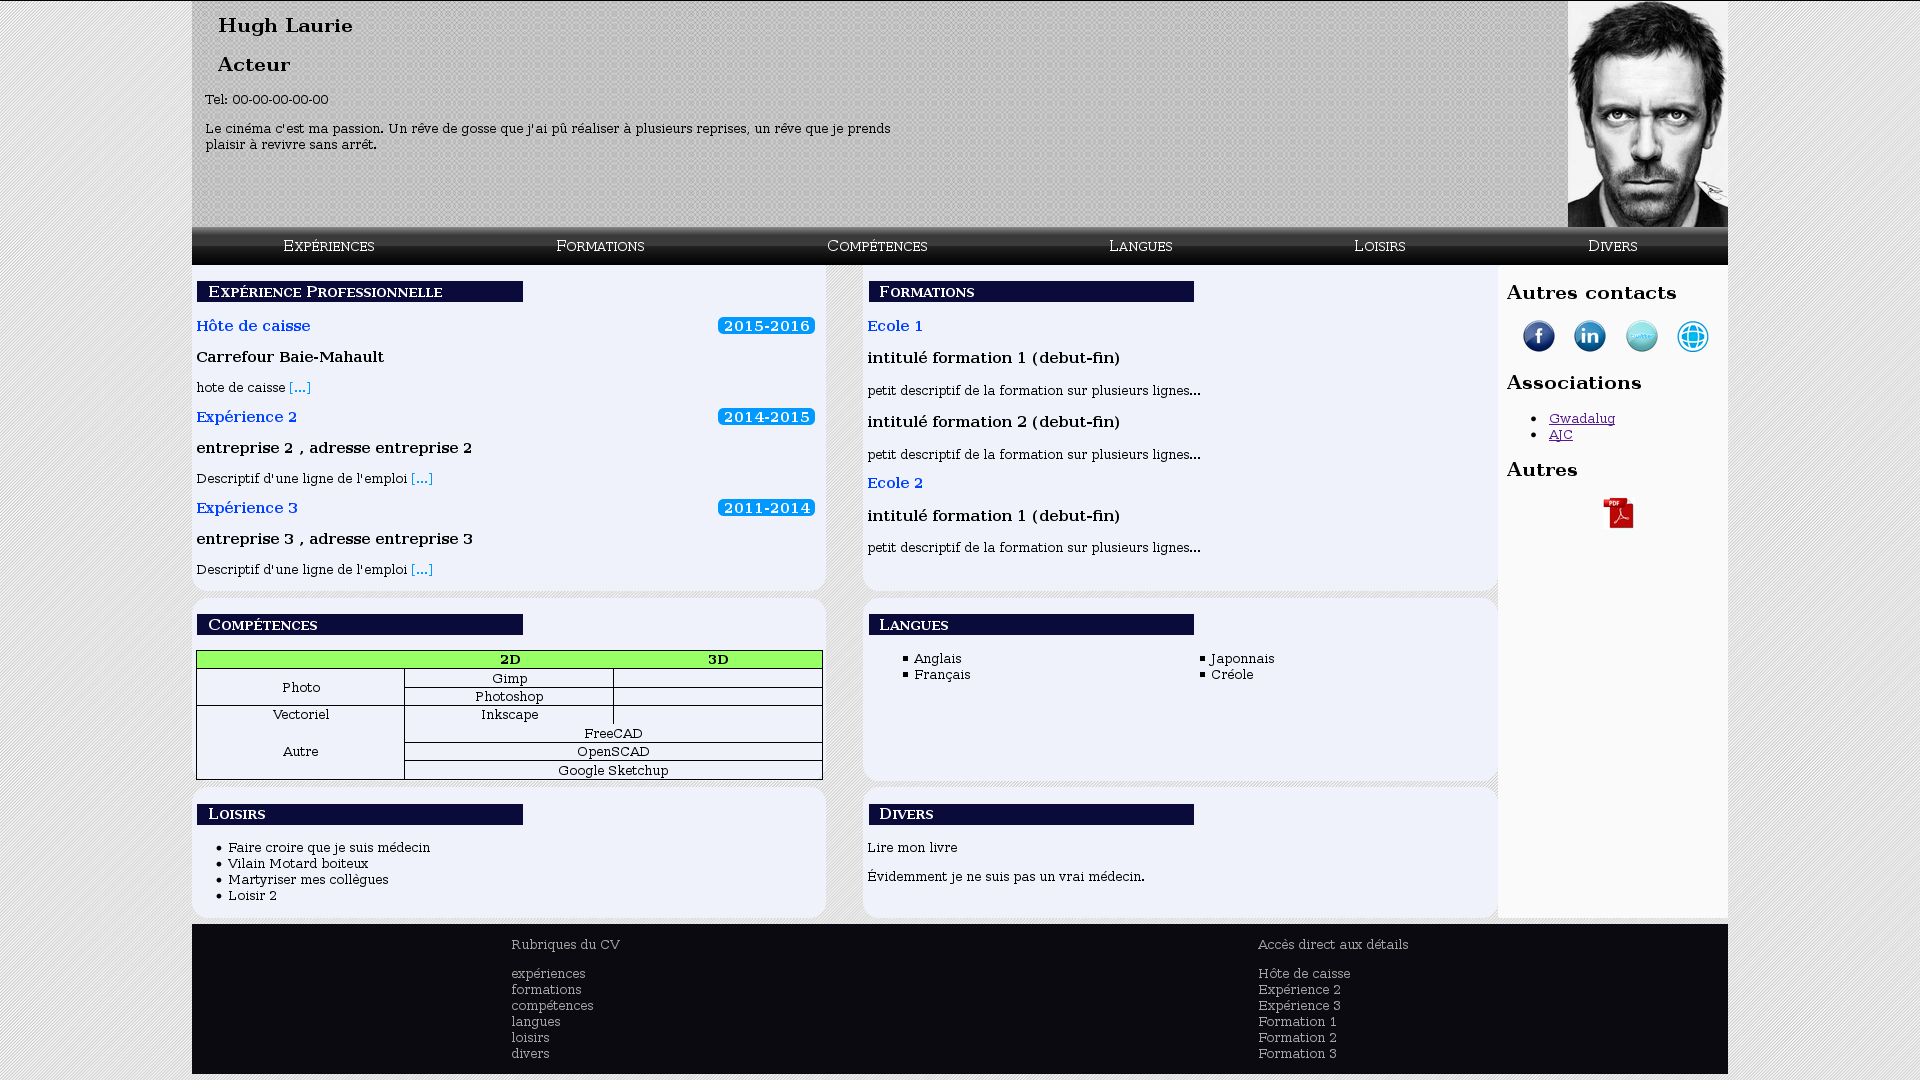 Hugh Laurie
Acteur
Tel: 00-00-00-00-00
Le cinéma c'est ma passion. Un rêve de gosse que j'ai pû réaliser à plusieurs reprises, un rêve que je prends
plaisir à revivre sans arrêt.
Expériences Formations Compétences Langues Loisirs Divers
Expérience Professionnelle
Hôte de caisse 2015-2016
Carrefour Baie-Mahault
hote de caisse [...]
Expérience 2 2014-2015
entreprise 2 , adresse entreprise 2
Descriptif d'une ligne de l'emploi [...]
Expérience 3 2011-2014
entreprise 3 , adresse entreprise 3
Descriptif d'une ligne de l'emploi [...]
Formations
Ecole 1
intitulé formation 1 (debut-fin)
petit descriptif de la formation sur plusieurs lignes...
intitulé formation 2 (debut-fin)
petit descriptif de la formation sur plusieurs lignes...
Ecole 2
intitulé formation 1 (debut-fin)
petit descriptif de la formation sur plusieurs lignes...
Autres contacts
f in
Associations
Gwadalug
AJC
Autres
PDF
Compétences
2D 3D
Photo Gimp
Photoshop
Vectoriel Inkscape
Autre FreeCAD
OpenSCAD
Google Sketchup
Langues
Anglais
Français
Japonnais
Créole
Loisirs
Faire croire que je suis médecin
Vilain Motard boiteux
Martyriser mes collègues
Loisir 2
Divers
Lire mon livre
Évidemment je ne suis pas un vrai médecin.
Rubriques du CV
expériences
formations
compétences
langues
loisirs
divers
Accès direct aux détails
Hôte de caisse
Expérience 2
Expérience 3
Formation 1
Formation 2
Formation 3